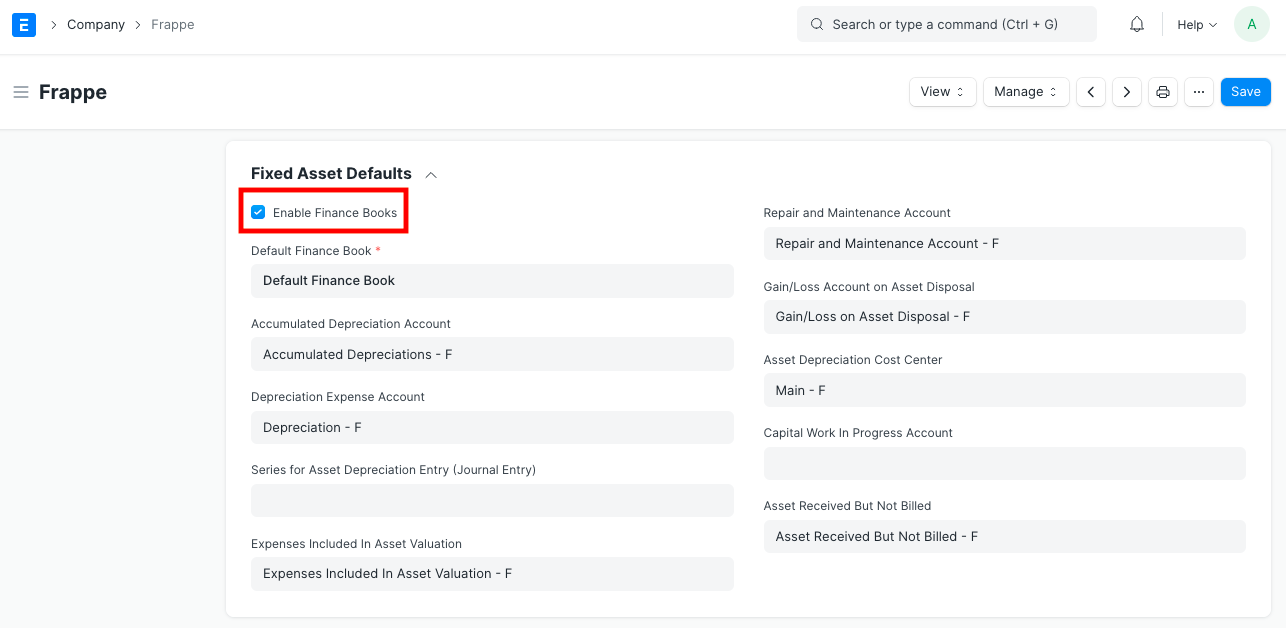 E
Company
Frappe
Search or type a command (Ctrl + G)
Help
A
Frappe
View
Manage
...
Save
Fixed Asset Defaults
Enable Finance Books
Default Finance Book *
Default Finance Book
Accumulated Depreciation Account
Accumulated Depreciations - F
Depreciation Expense Account
Depreciation - F
Series for Asset Depreciation Entry (Journal Entry)
Expenses Included In Asset Valuation
Expenses Included In Asset Valuation - F
Repair and Maintenance Account
Repair and Maintenance Account - F
Gain/Loss Account on Asset Disposal
Gain/Loss on Asset Disposal - F
Asset Depreciation Cost Center
Main - F
Capital Work In Progress Account
Asset Received But Not Billed
Asset Received But Not Billed - F